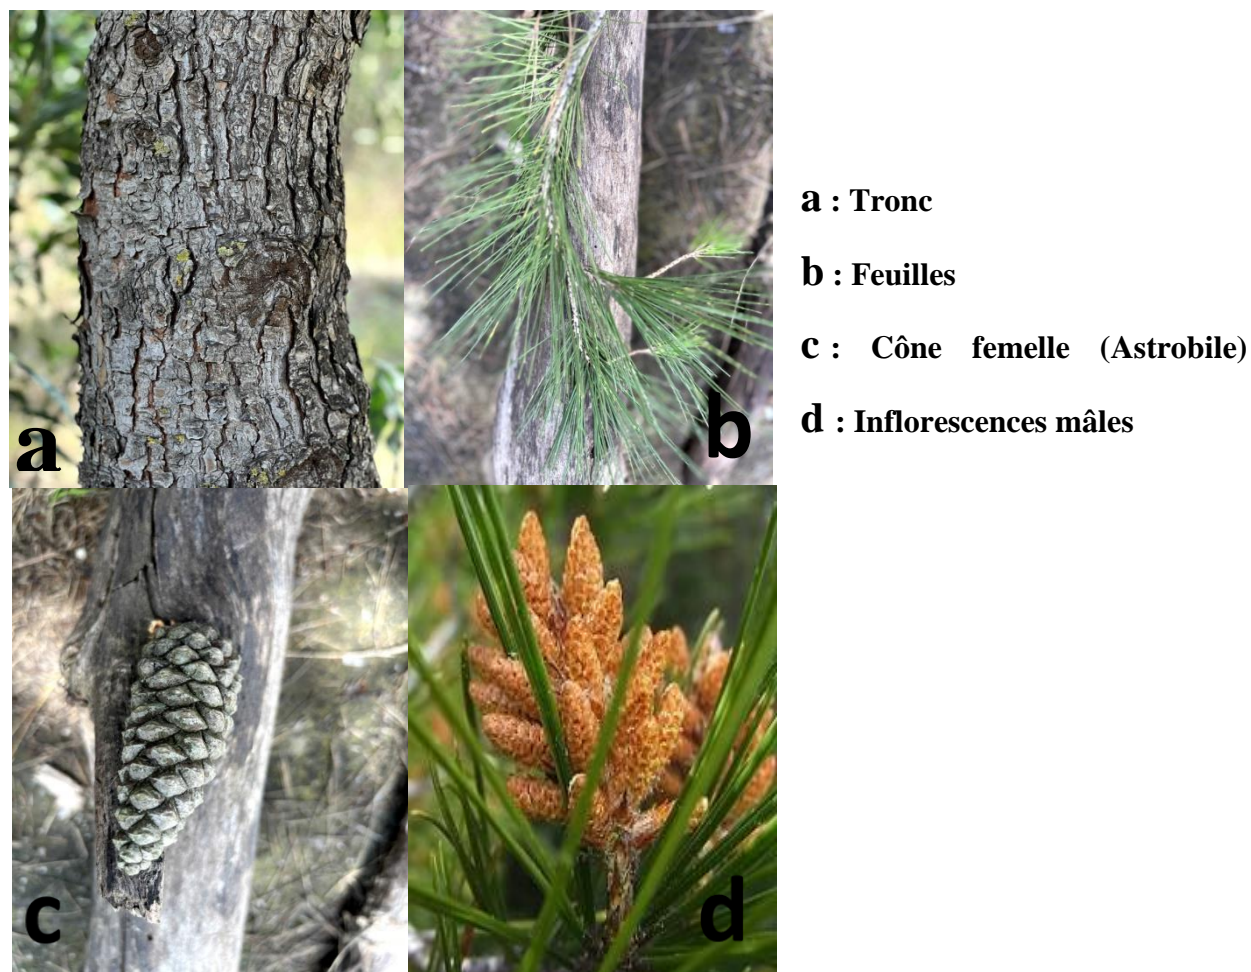 a
b
c
d
a : Tronc
b : Feuilles
c : Cône femelle (Astrobile)
d : Inflorescences mâles